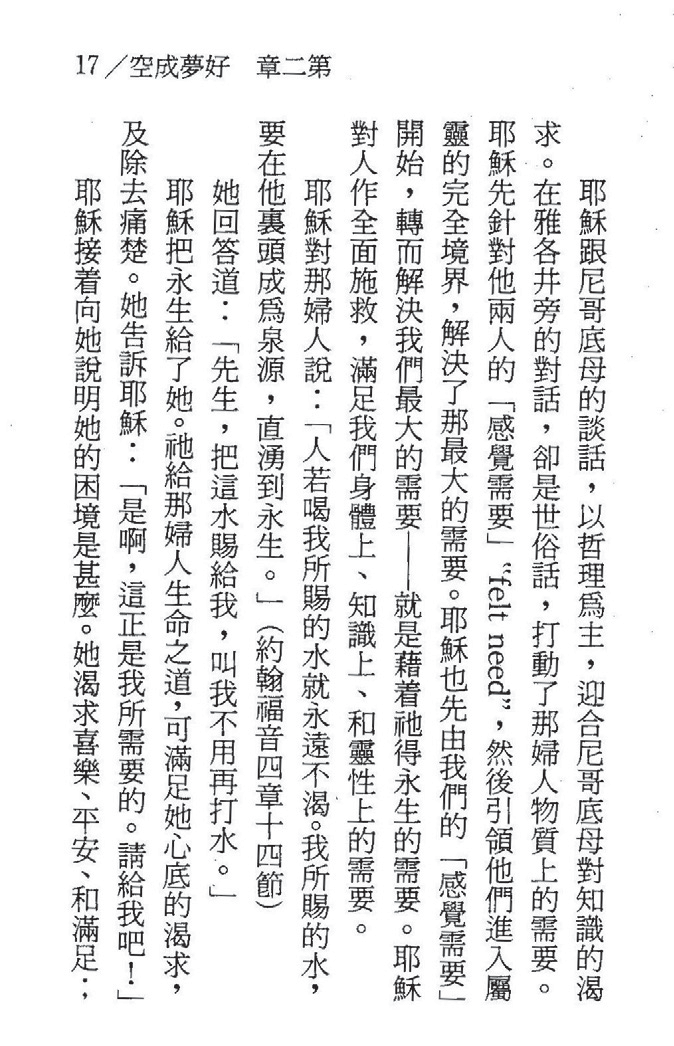 17／空成夢好　章二第
耶穌跟尼哥底母的談話，以哲理爲主，迎合尼哥底母對知識的渴
求。在雅各井旁的對話，卻是世俗話，打動了那婦人物質上的需要。
耶穌先針對他兩人的「感覺需要」“felt need”，然後引領他們進入屬
靈的完全境界，解決了那最大的需要。耶穌也先由我們的「感覺需要」
開始，轉而解決我們最大的需要——就是藉着祂得永生的需要。耶穌
對人作全面施救，滿足我們身體上、知識上、和靈性上的需要。
耶穌對那婦人說：「人若喝我所賜的水就永遠不渴。我所賜的水，
要在他裏頭成爲泉源，直湧到永生。」（約翰福音四章十四節）
她回答道：「先生，把這水賜給我，叫我不用再打水。」
耶穌把永生給了她。祂給那婦人生命之道，可滿足她心底的渴求，
及除去痛楚。她告訴耶穌：「是啊，這正是我所需要的。請給我吧！」
耶穌接着向她說明她的困境是甚麼。她渴求喜樂、平安、和滿足；